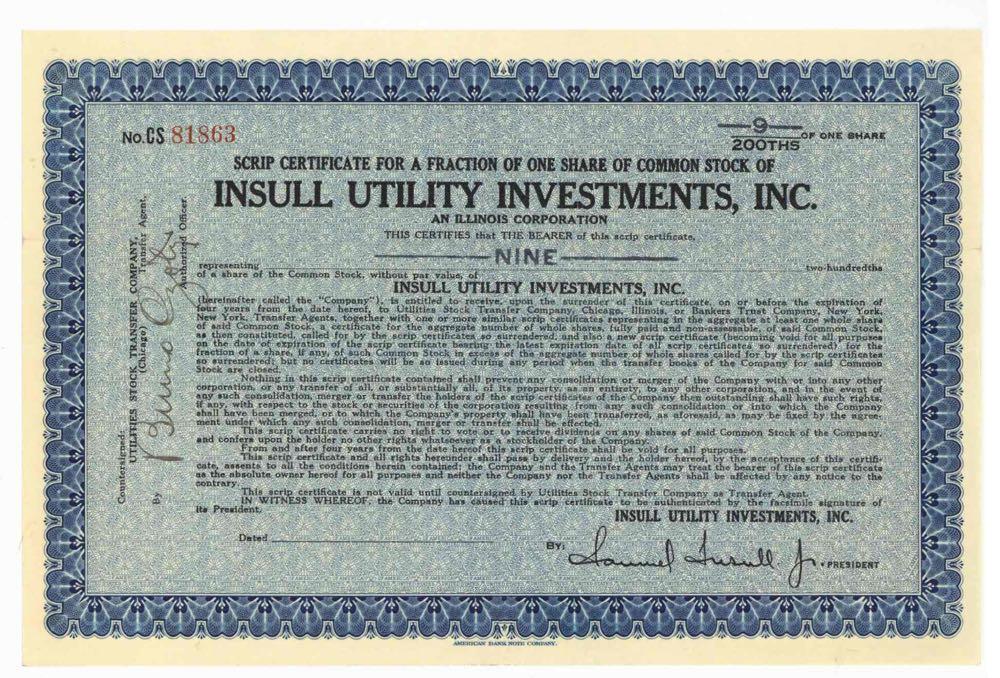 No. CS 81863
9
200THS
OF ONE SHARE
SCRIP CERTIFICATE FOR A FRACTION OF ONE SHARE OF COMMON STOCK OF
INSULL UTILITY INVESTMENTS, INC.
AN ILLINOIS CORPORATION
THIS CERTIFIES that THE BEARER of this scrip certificate,
NINE
representing
two-hundredths
of a share of the Common Stock, without par value, of
INSULL UTILITY INVESTMENTS, INC.
(hereinafter called the "Company"), is entitled to receive, upon the surrender of this certificate, on or before the expiration of
four years from the date hereof, to Utilities Stock Transfer Company, Chicago, Illinois, or Bankers Trust Company, New York,
New York, Transfer Agents, together with one or more similar scrip certificates representing in the aggregate at least one whole share
of said Common Stock, a certificate for the aggregate number of whole shares, fully paid and non-assessable, of said Common Stock,
as then constituted, called for by the scrip certificates so surrendered; and also a new scrip certificate (becoming void for all purposes
on the date of expiration of the scrip certificate bearing the latest expiration date of all scrip certificates so surrendered), for the
fraction of a share, if any, of such Common Stock in excess of the aggregate number of whole shares called for by the scrip certificates
so surrendered; but no certificates will be so issued during any period when the transfer books of the Company for said Common
Stock are closed.
Nothing in this scrip certificate contained shall prevent any consolidation or merger of the Company with or into any other
corporation, or any transfer of all, or substantially all, of its property, as an entirety, to any other corporation, and in the event of
any such consolidation, merger or transfer the holders of the scrip certificates of the Company then outstanding shall have such rights,
if any, with respect to the stock or securities of the corporation resulting from any such consolidation or into which the Company
shall have been merged, or to which the Company's property shall have been transferred, as aforesaid, as may be fixed by the agree-
ment under which any such consolidation, merger or transfer shall be effected.
This scrip certificate carries no right to vote or to receive dividends on any shares of said Common Stock of the Company,
and confers upon the holder no other rights whatsoever as a stockholder of the Company.
From and after four years from the date hereof this scrip certificate shall be void for all purposes.
This scrip certificate and all rights hereunder shall pass by delivery and the holder hereof, by the acceptance of this certifi-
cate, assents to all the conditions herein contained; the Company and the Transfer Agents may treat the bearer of this scrip certificate
as the absolute owner hereof for all purposes and neither the Company nor the Transfer Agents shall be affected by any notice to the
contrary.
This scrip certificate is not valid until countersigned by Utilities Stock Transfer Company as Transfer Agent.
IN WITNESS WHEREOF, the Company has caused this scrip certificate to be authenticated by the facsimile signature of
its President.
INSULL UTILITY INVESTMENTS, INC.
Dated
BY: Samuel Insull Jr. PRESIDENT
Countersigned:
UTILITIES STOCK TRANSFER COMPANY,
(Chicago) Transfer Agent,
By
Authorized Officer.
AMERICAN BANK NOTE COMPANY.